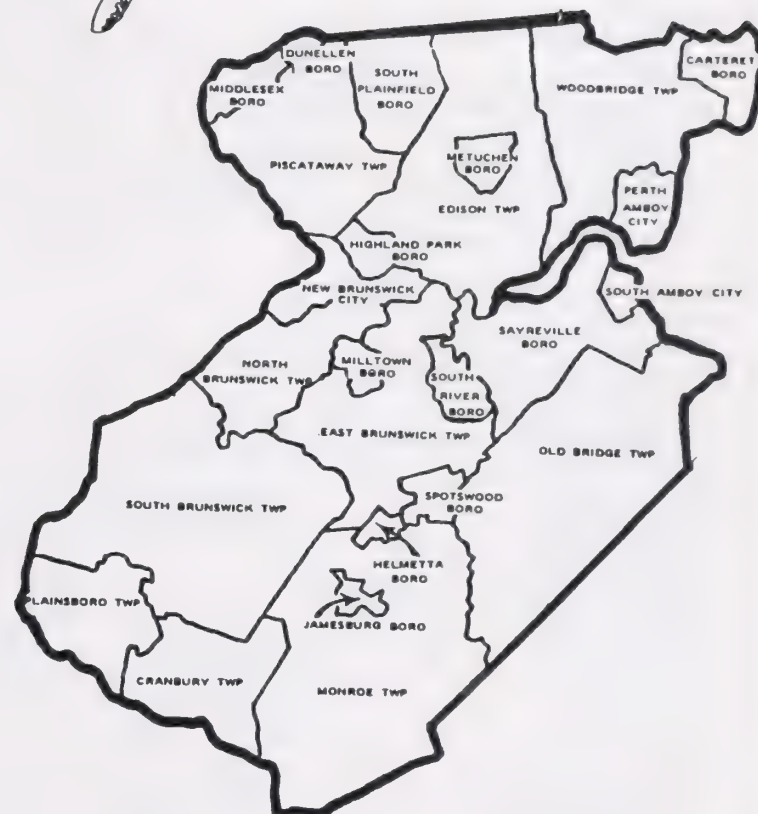 DUNELLEN
BORO
MIDDLESEX
BORO
SOUTH
PLAINFIELD
BORO
WOODBRIDGE TWP
CARTERET
BORO
PISCATAWAY TWP
METUCHEN
BORO
EDISON TWP
PERTH
AMBOY
CITY
HIGHLAND PARK
BORO
NEW BRUNSWICK
CITY
SOUTH AMBOY CITY
SAYREVILLE
BORO
NORTH
BRUNSWICK TWP
MILLTOWN
BORO
SOUTH
RIVER
BORO
EAST BRUNSWICK TWP
OLD BRIDGE TWP
SOUTH BRUNSWICK TWP
SPOTSWOOD
BORO
HELMETTA
BORO
PLAINSBORO TWP
JAMESBURG BORO
CRANBURY TWP
MONROE TWP